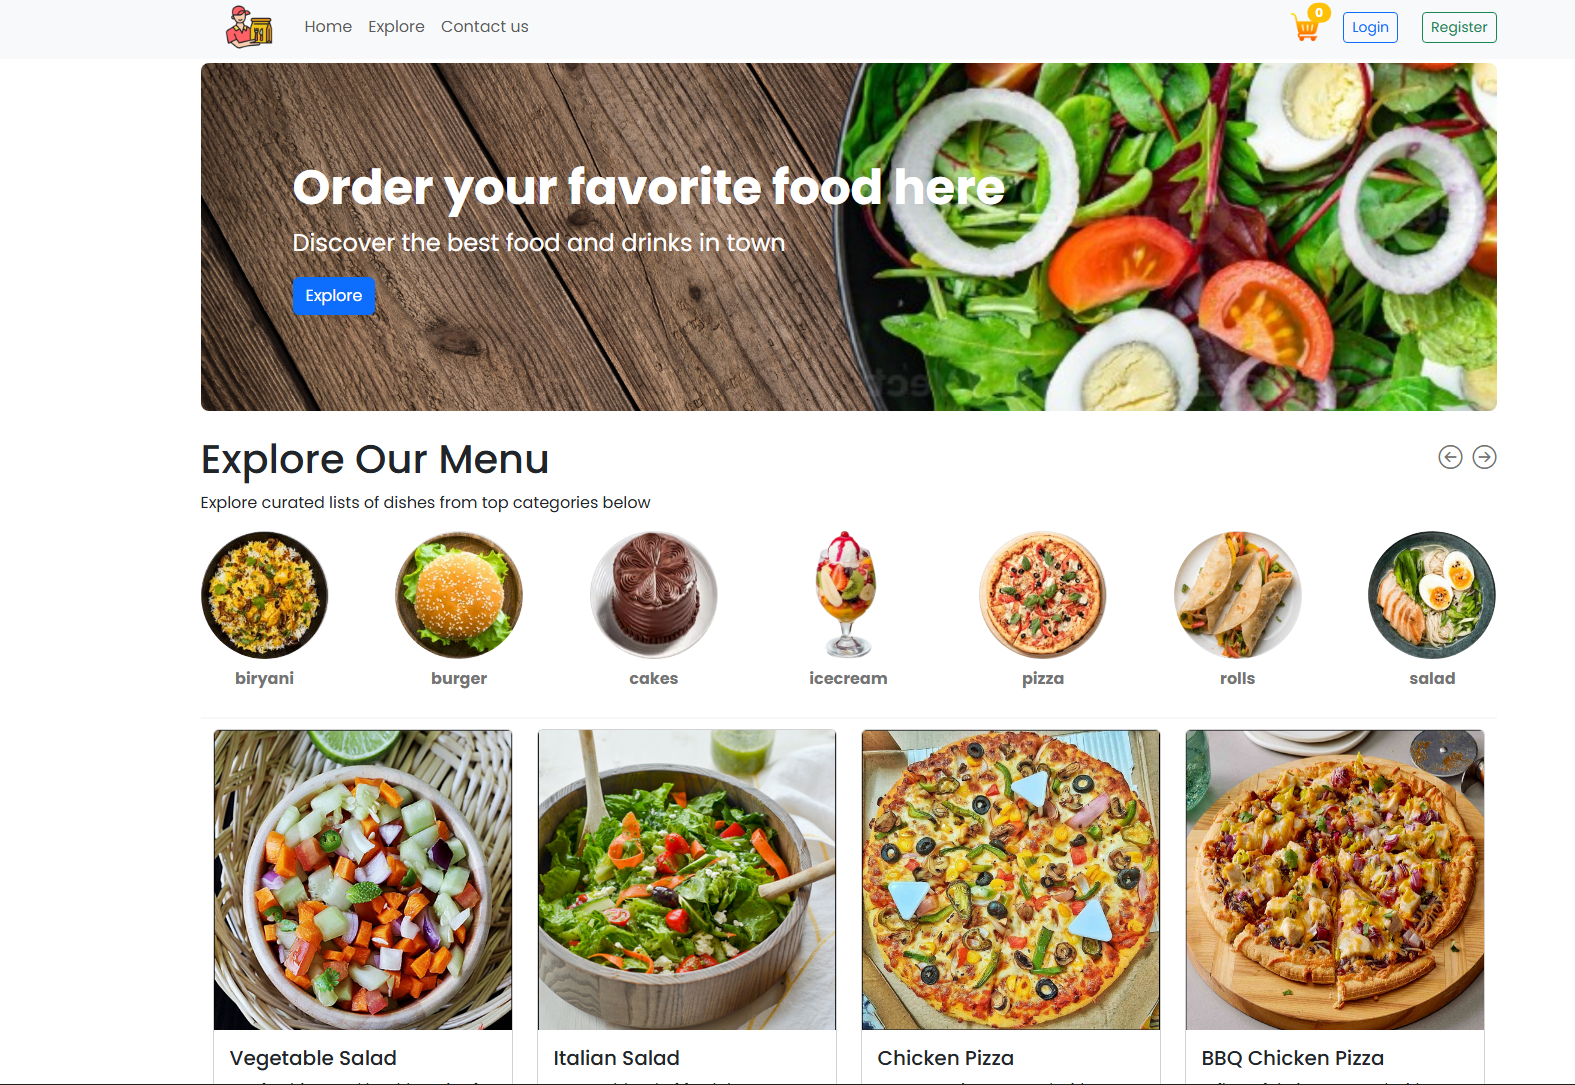 Home Explore Contact us 0 Login Register
Order your favorite food here
Discover the best food and drinks in town
Explore
Explore Our Menu
Explore curated lists of dishes from top categories below
biryani burger cakes icecream pizza rolls salad
Vegetable Salad Italian Salad Chicken Pizza BBQ Chicken Pizza